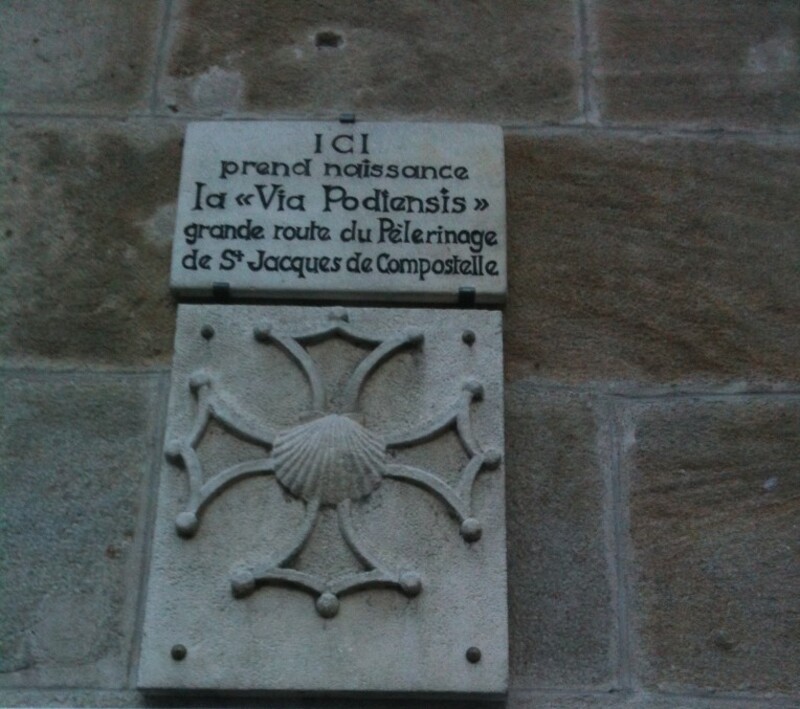 ICI
prend naissance
la «Via Podiensis»
grande route du Pèlerinage
de St Jacques de Compostelle